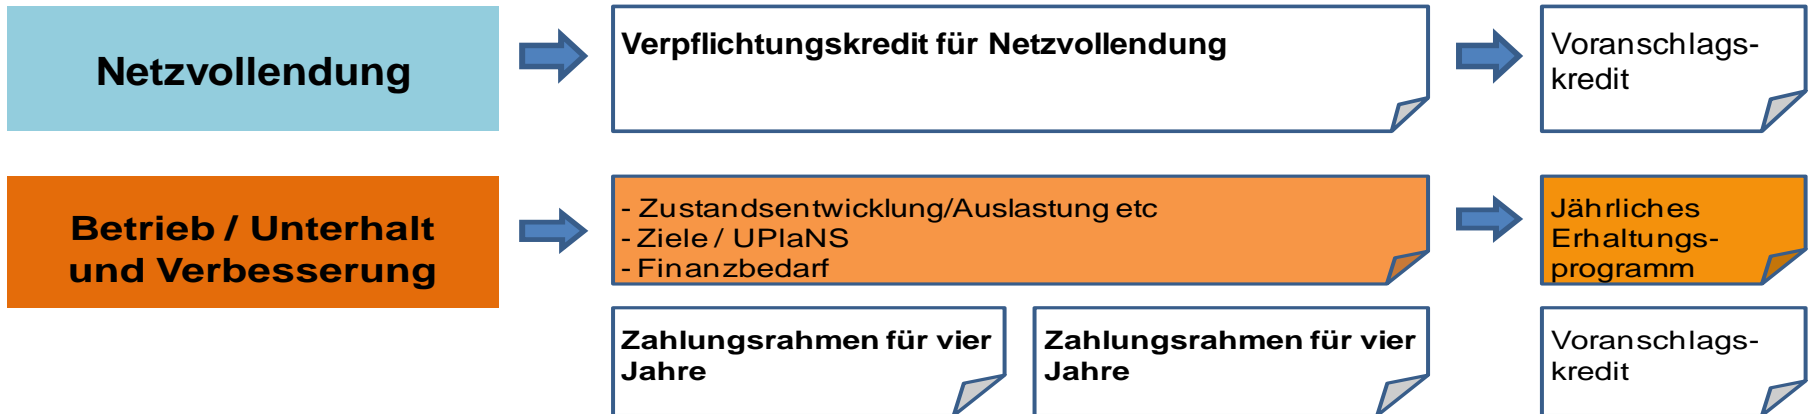 Netzvollendung
Verpflichtungskredit für Netzvollendung
Voranschlags-
kredit
Betrieb / Unterhalt
und Verbesserung
- Zustandsentwicklung/Auslastung etc
- Ziele / UPlaNS
- Finanzbedarf
Jährliches
Erhaltungs-
programm
Zahlungsrahmen für vier
Jahre
Zahlungsrahmen für vier
Jahre
Voranschlags-
kredit